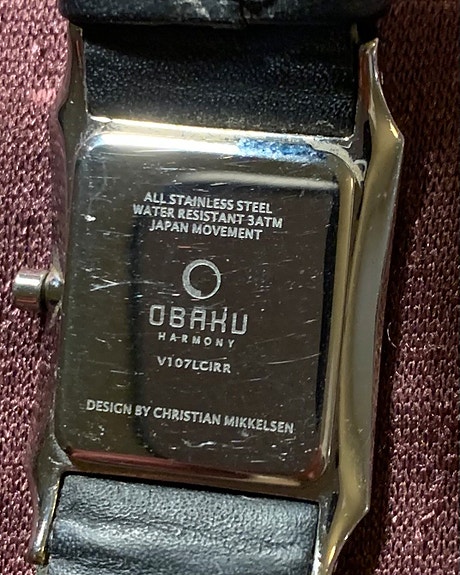 ALL STAINLESS STEEL
WATER RESISTANT 3ATM
JAPAN MOVEMENT
OBAKU
HARMONY
V107LCIRR
DESIGN BY CHRISTIAN MIKKELSEN